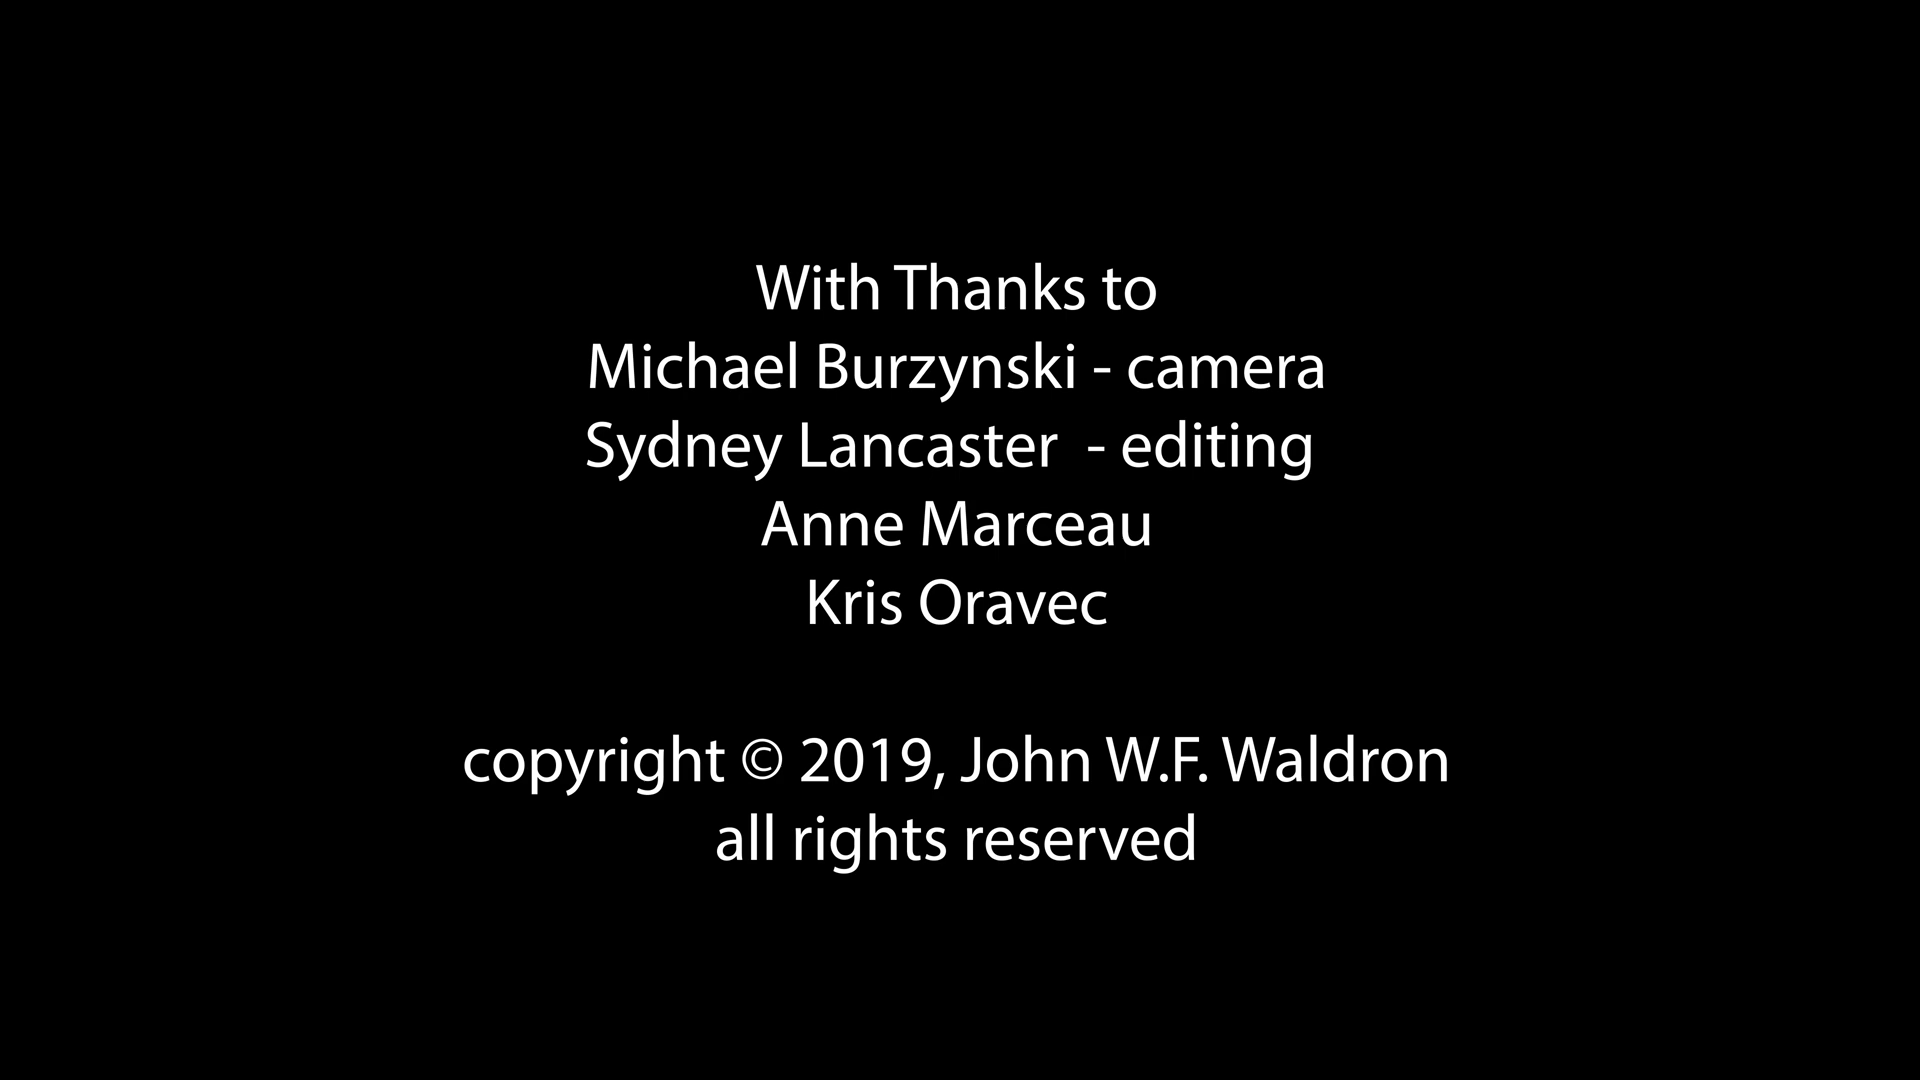 With Thanks to
Michael Burzynski - camera
Sydney Lancaster  - editing
Anne Marceau
Kris Oravec
copyright © 2019, John W.F. Waldron
all rights reserved